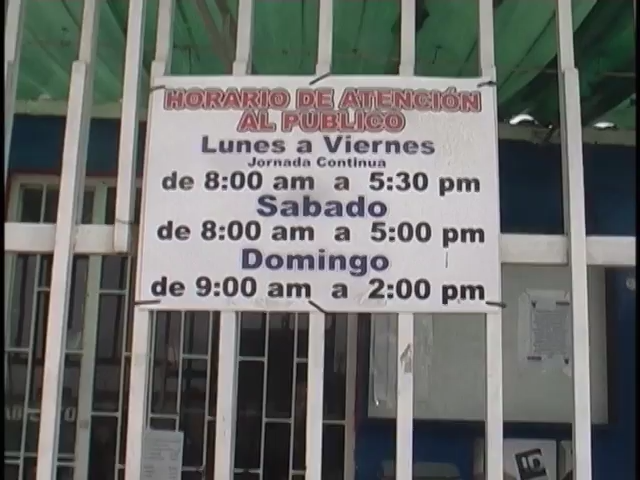 HORARIO DE ATENCIÓN
AL PÚBLICO
Lunes a Viernes
Jornada Continua
de 8:00 am a 5:30 pm
Sabado
de 8:00 am a 5:00 pm
Domingo
de 9:00 am a 2:00 pm